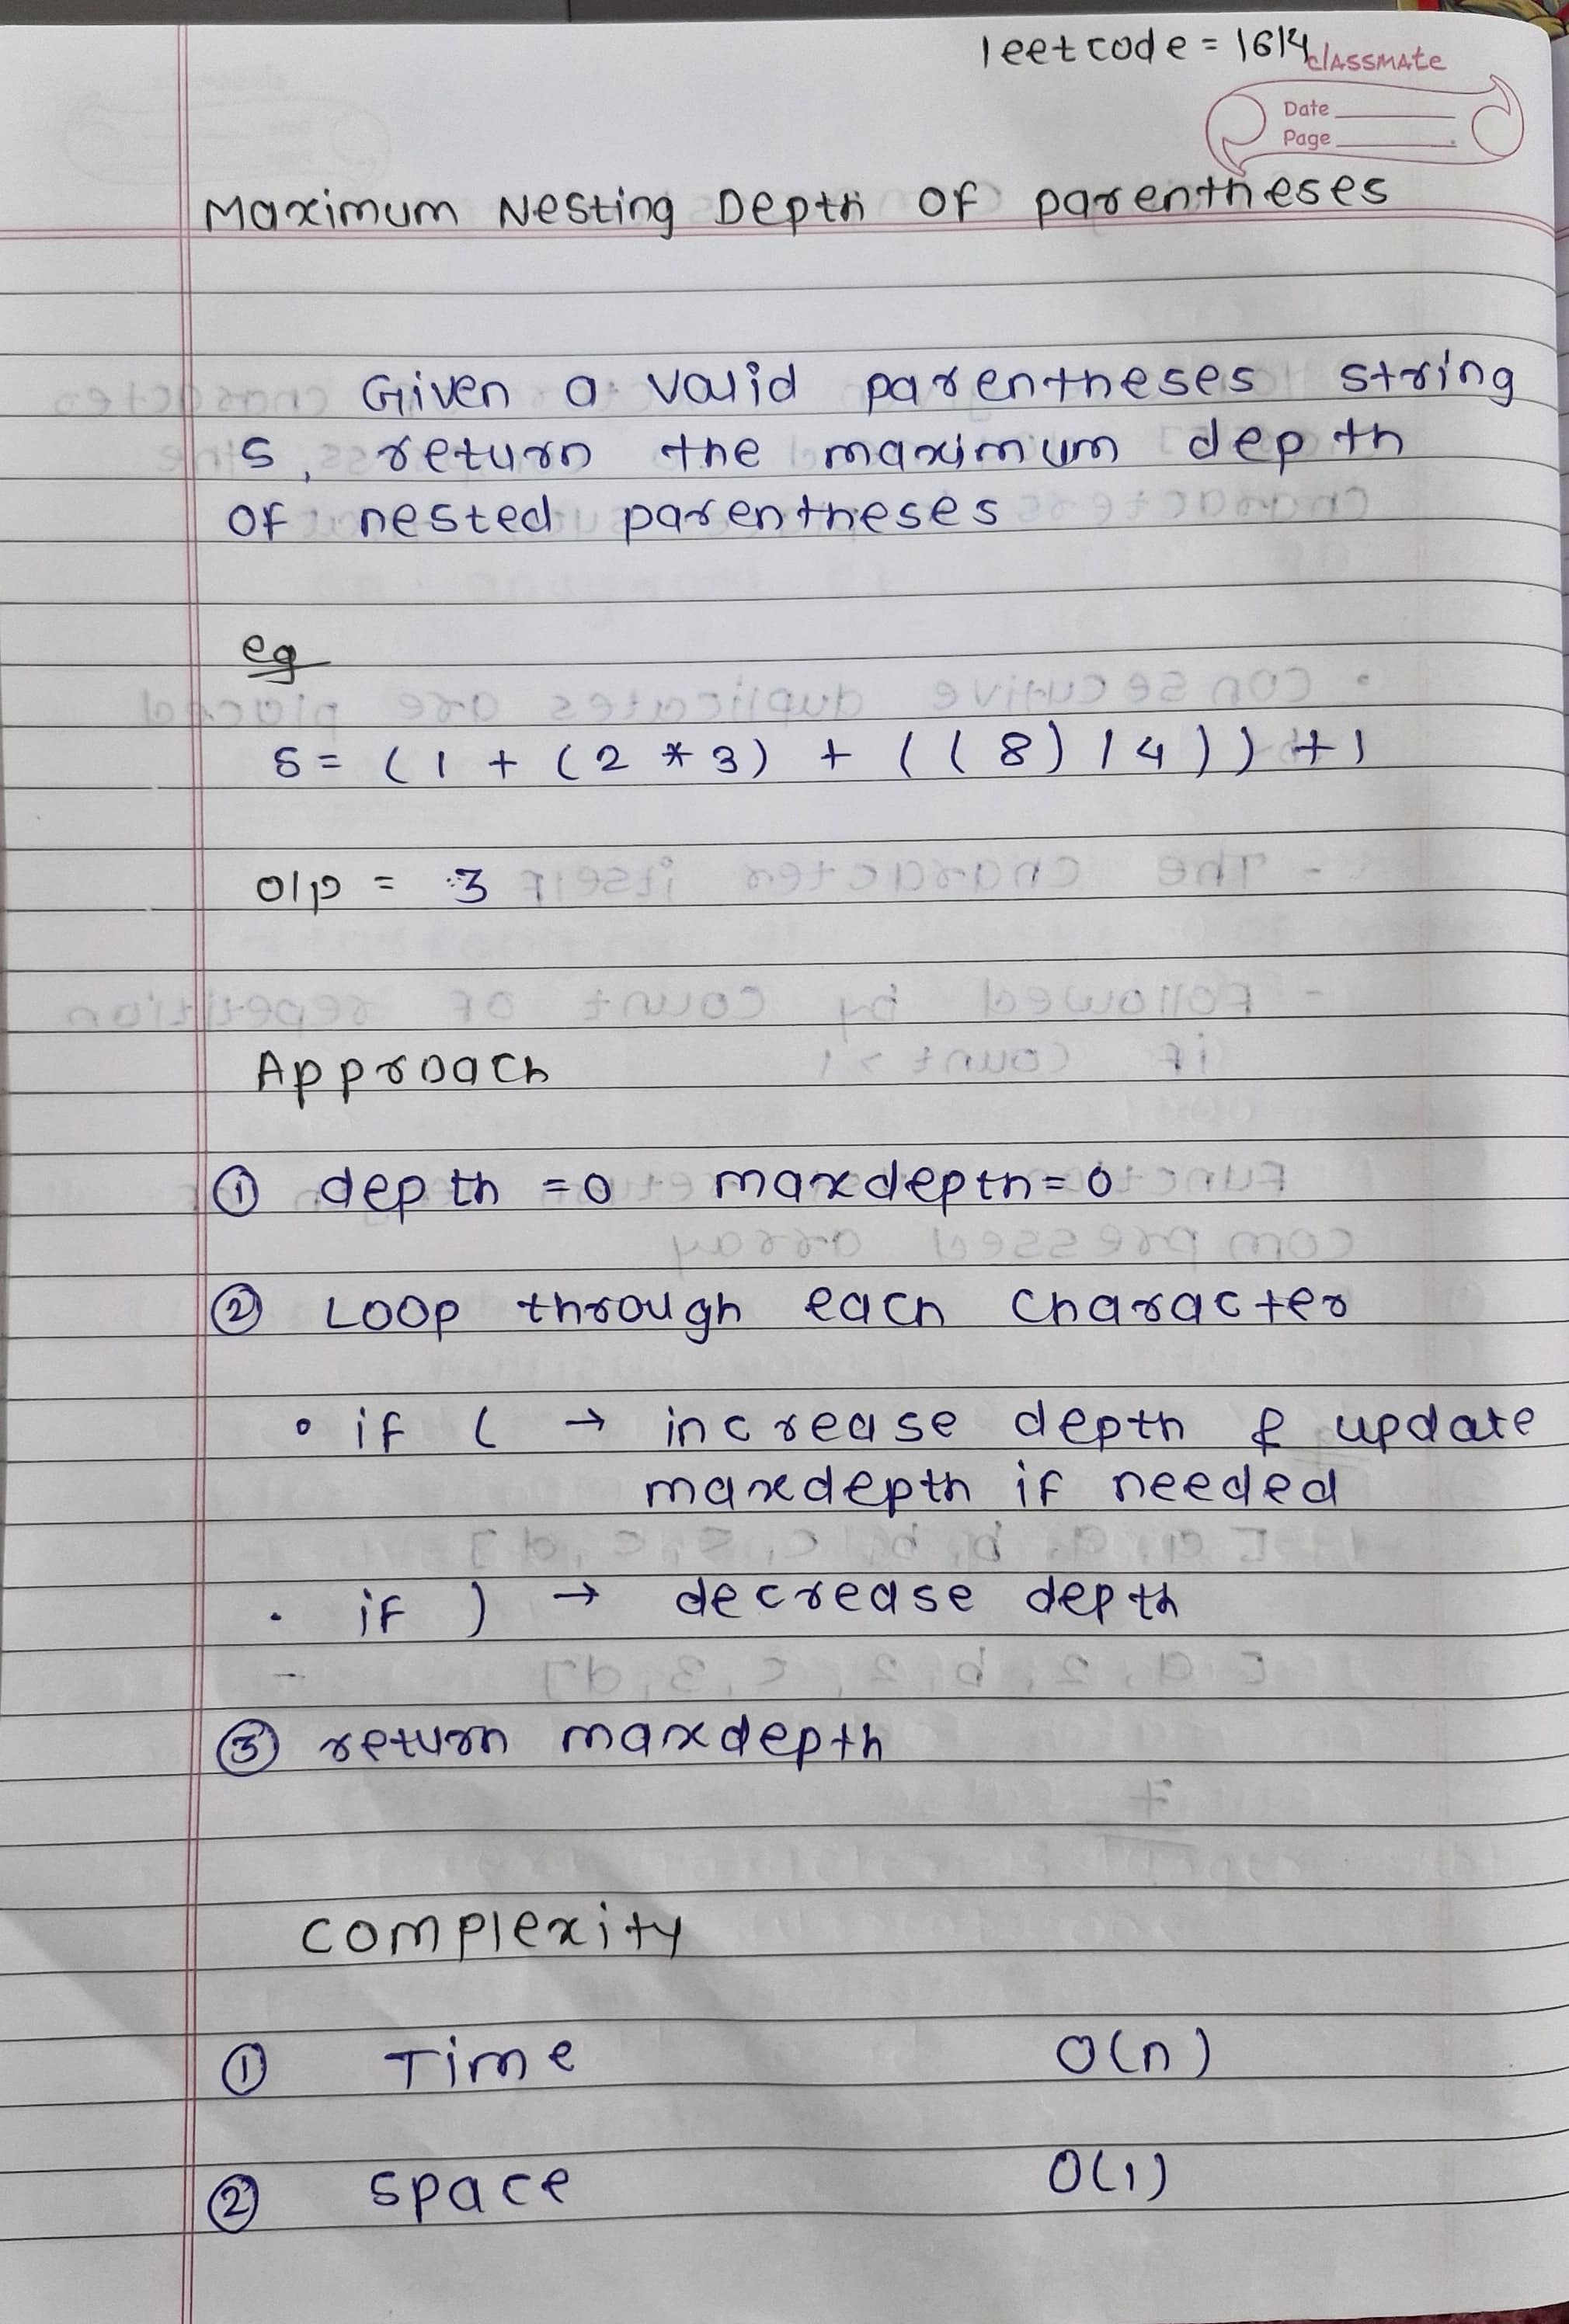 leetcode = 1614
classmate
Date
Page
Maximum Nesting Depth Of parentheses
Given a valid parentheses string
s, return the maximum depth
of nested parentheses
eg
s = ( 1 + ( 2 * 3 ) + ( ( 8 ) / 4 ) ) + 1
o/p = 3
Approach
① depth = 0 maxdepth = 0
② Loop through each character
• if ( → increase depth & update
maxdepth if needed
• if ) → decrease depth
③ return maxdepth
complexity
① Time O(n)
② space O(1)